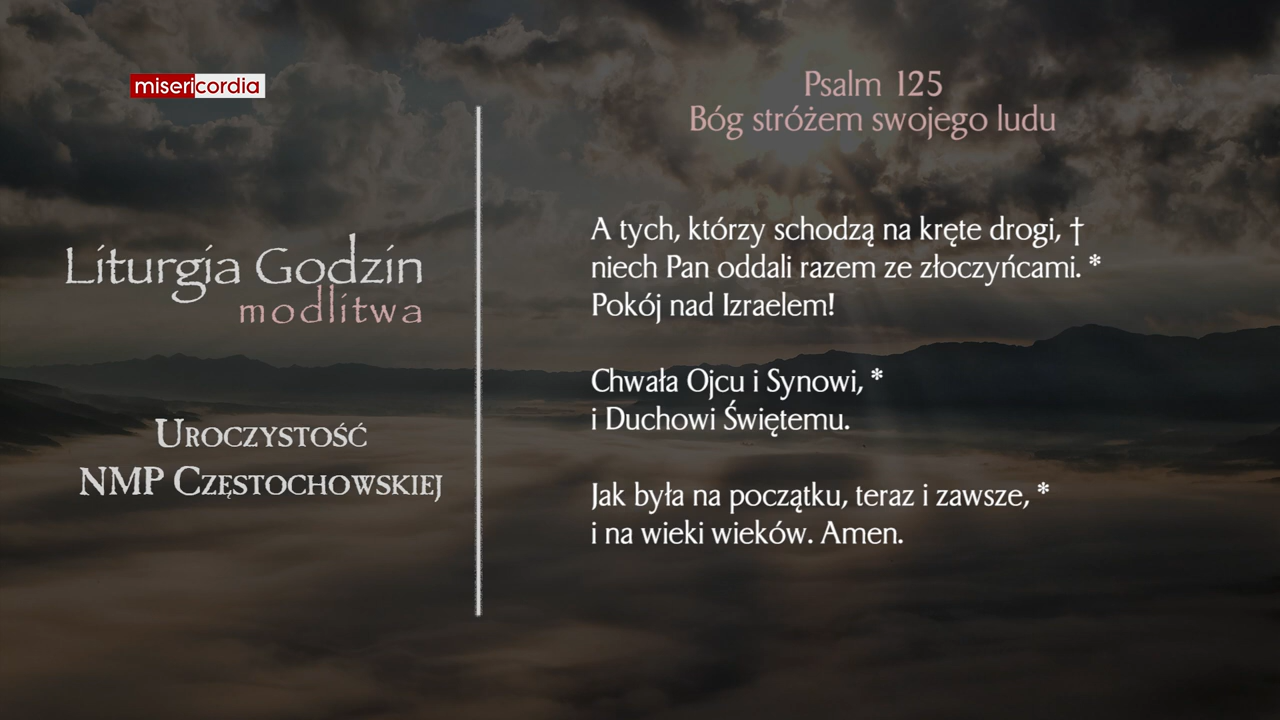 misericordia
Liturgia Godzin
modlitwa
Uroczystość
NMP Częstochowskiej
Psalm 125
Bóg stróżem swojego ludu
A tych, którzy schodzą na kręte drogi, †
niech Pan oddali razem ze złoczyńcami. *
Pokój nad Izraelem!
Chwała Ojcu i Synowi, *
i Duchowi Świętemu.
Jak była na początku, teraz i zawsze, *
i na wieki wieków. Amen.